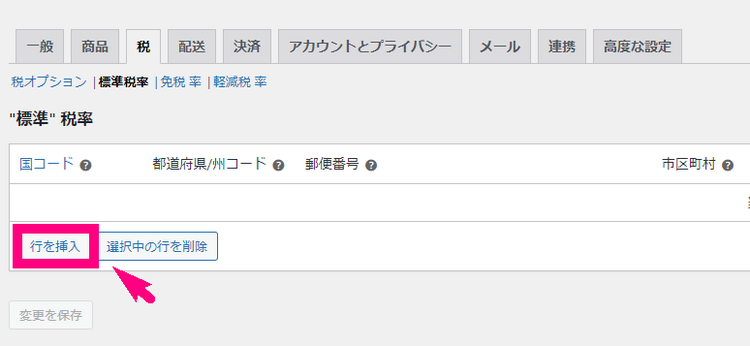 一般 商品 税 配送 決済 アカウントとプライバシー メール 連携 高度な設定
税オプション | 標準税率 | 免税 率 | 軽減税 率
"標準" 税率
国コード ? 都道府県/州コード ? 郵便番号 ? 市区町村 ?
行を挿入 選択中の行を削除
変更を保存